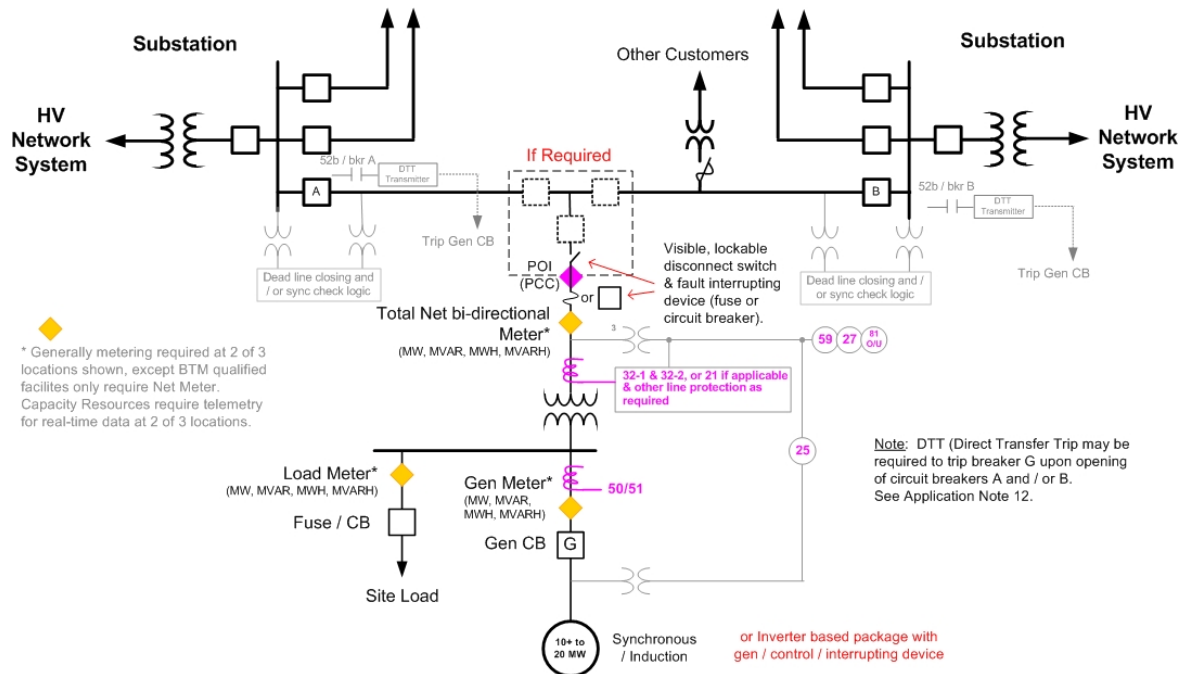 Substation
Substation
Other Customers
HV
Network
System
HV
Network
System
If Required
52b / bkr A
DTT
Transmitter
A
B
52b / bkr B
DTT
Transmitter
Trip Gen CB
Trip Gen CB
Dead line closing and
/ or sync check logic
Dead line closing and /
/ or sync check logic
POI
(PCC)
or
Visible, lockable
disconnect switch
& fault interrupting
device (fuse or
circuit breaker).
Total Net bi-directional
Meter*
(MW, MVAR, MWH, MVARH)
3
59
27
81
O/U
* Generally metering required at 2 of 3
locations shown, except BTM qualified
facilites only require Net Meter.
Capacity Resources require telemetry
for real-time data at 2 of 3 locations.
32-1 & 32-2, or 21 if applicable
& other line protection as
required
25
Note: DTT (Direct Transfer Trip may be
required to trip breaker G upon opening
of circuit breakers A and / or B.
See Application Note 12.
Load Meter*
(MW, MVAR, MWH, MVARH)
Fuse / CB
Site Load
Gen Meter*
(MW, MVAR,
MWH, MVARH)
50/51
Gen CB
G
10+ to
20 MW
Synchronous
/ Induction
or Inverter based package with
gen / control / interrupting device